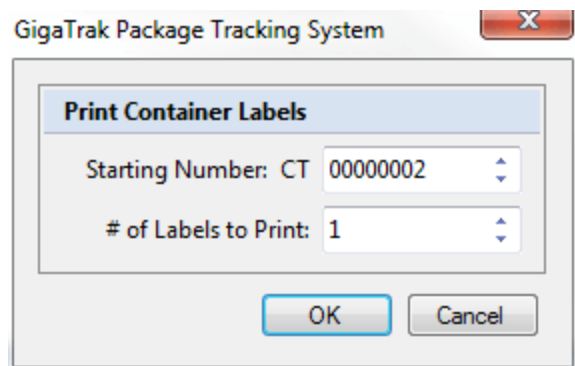 GigaTrak Package Tracking System
Print Container Labels
Starting Number: CT 00000002
# of Labels to Print: 1
OK Cancel